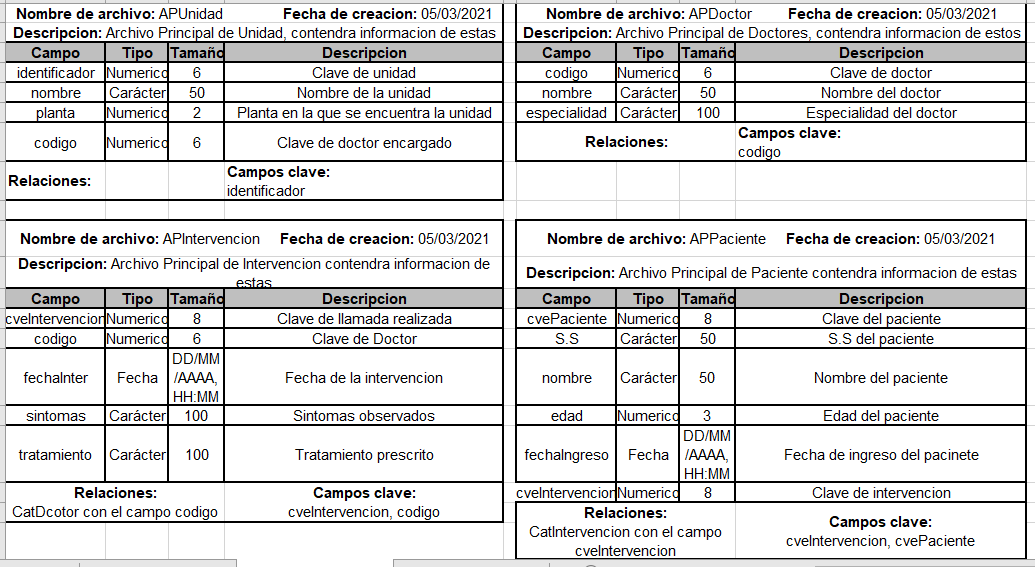 Nombre de archivo: APUnidad Fecha de creacion: 05/03/2021
Descripcion: Archivo Principal de Unidad, contendra informacion de estas
Campo Tipo Tamaño Descripcion
identificador Numerico 6 Clave de unidad
nombre Carácter 50 Nombre de la unidad
planta Numerico 2 Planta en la que se encuentra la unidad
codigo Numerico 6 Clave de doctor encargado
Relaciones: Campos clave:
identificador
Nombre de archivo: APDoctor Fecha de creacion: 05/03/2021
Descripcion: Archivo Principal de Doctores, contendra informacion de estos
Campo Tipo Tamaño Descripcion
codigo Numerico 6 Clave de doctor
nombre Carácter 50 Nombre del doctor
especialidad Carácter 100 Especialidad del doctor
Relaciones: Campos clave:
codigo
Nombre de archivo: APIntervencion Fecha de creacion: 05/03/2021
Descripcion: Archivo Principal de Intervencion contendra informacion de
estas
Campo Tipo Tamaño Descripcion
cveIntervencion Numerico 8 Clave de llamada realizada
codigo Numerico 6 Clave de Doctor
fechaInter Fecha DD/MM
/AAAA,
HH:MM Fecha de la intervencion
sintomas Carácter 100 Sintomas observados
tratamiento Carácter 100 Tratamiento prescrito
Relaciones: Campos clave:
CatDcotor con el campo codigo cveIntervencion, codigo
Nombre de archivo: APPaciente Fecha de creacion: 05/03/2021
Descripcion: Archivo Principal de Paciente contendra informacion de estas
Campo Tipo Tamaño Descripcion
cvePaciente Numerico 8 Clave del paciente
S.S Carácter 50 S.S del paciente
nombre Carácter 50 Nombre del paciente
edad Numerico 3 Edad del paciente
fechaIngreso Fecha DD/MM
/AAAA,
HH:MM Fecha de ingreso del pacinete
cveIntervencion Numerico 8 Clave de intervencion
Relaciones:
CatIntervencion con el campo
cveIntervencion
Campos clave:
cveIntervencion, cvePaciente